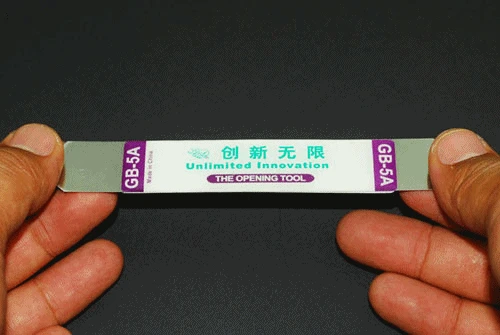 GB-5A
Made in China
创新无限
Unlimited Innovation
THE OPENING TOOL
GB-5A